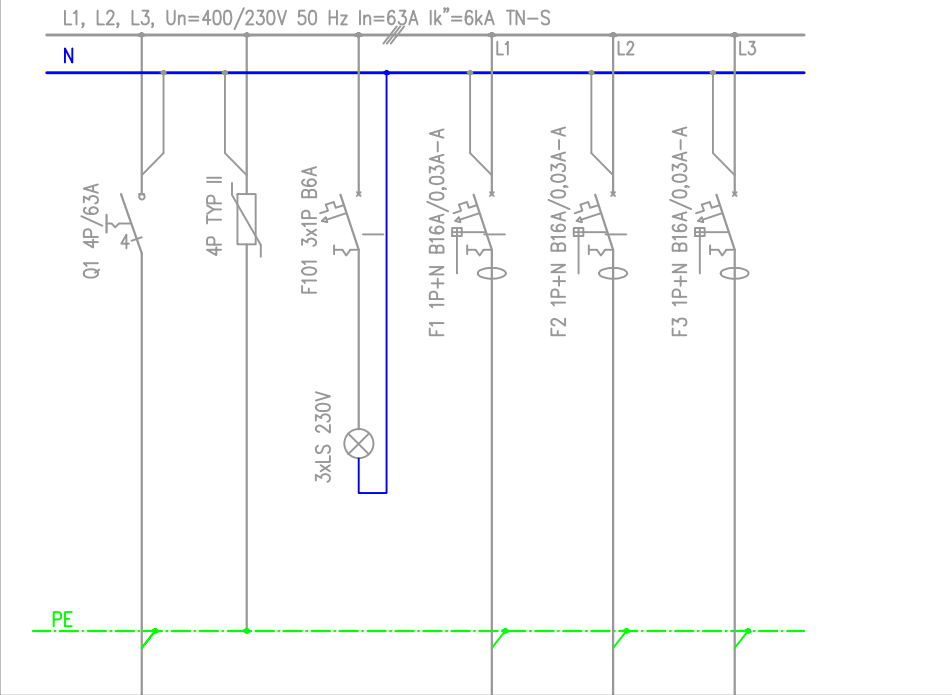 L1, L2, L3, Un=400/230V 50 Hz In=63A Ik”=6kA TN-S
L1
L2
L3
N
Q1 4P/63A
4
4P TYP II
F101 3x1P B6A
F1 1P+N B16A/0,03A-A
F2 1P+N B16A/0,03A-A
F3 1P+N B16A/0,03A-A
3xLS 230V
PE